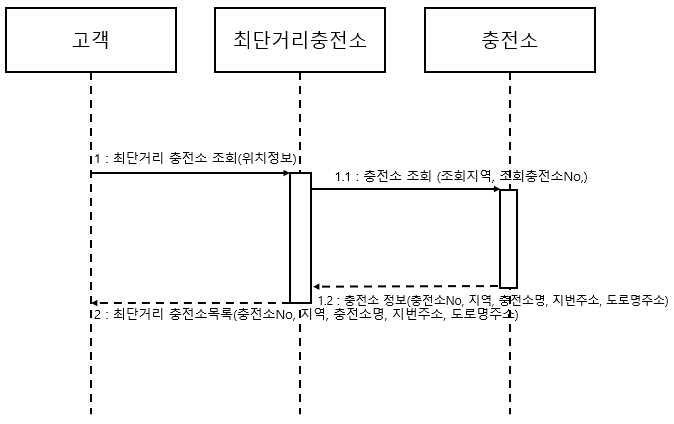 고객
최단거리충전소
충전소
1 : 최단거리 충전소 조회(위치정보)
1.1 : 충전소 조회 (조회지역, 조회충전소No,)
1.2 : 충전소 정보(충전소No, 지역, 충전소명, 지번주소, 도로명주소)
2 : 최단거리 충전소목록(충전소No, 지역, 충전소명, 지번주소, 도로명주소)